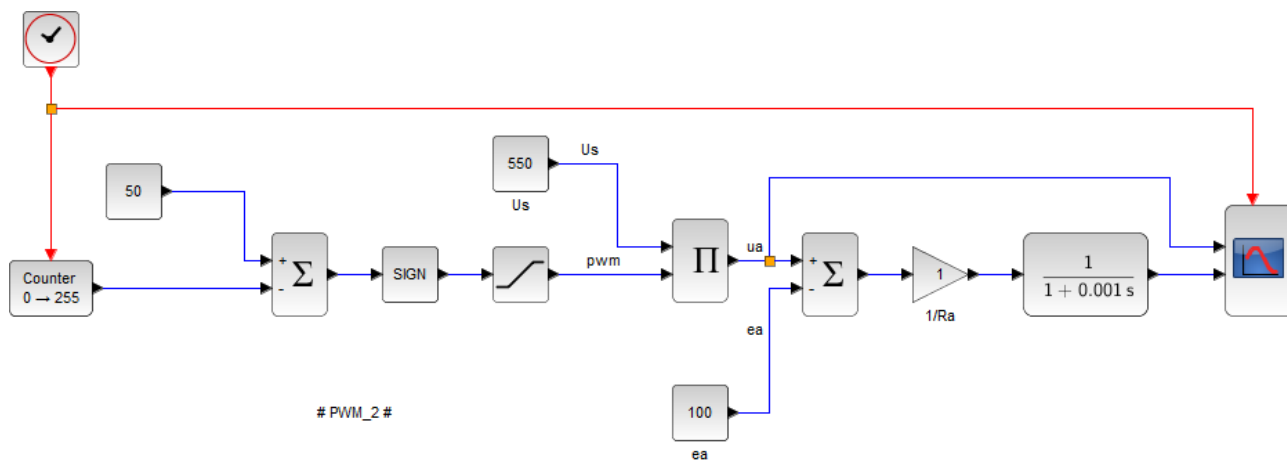 50
550
Us
Us
Counter
0 → 255
+
-
Σ
SIGN
pwm
Π
ua
+
-
Σ
1
1/Ra
1
1 + 0.001 s
ea
100
ea
# PWM_2 #